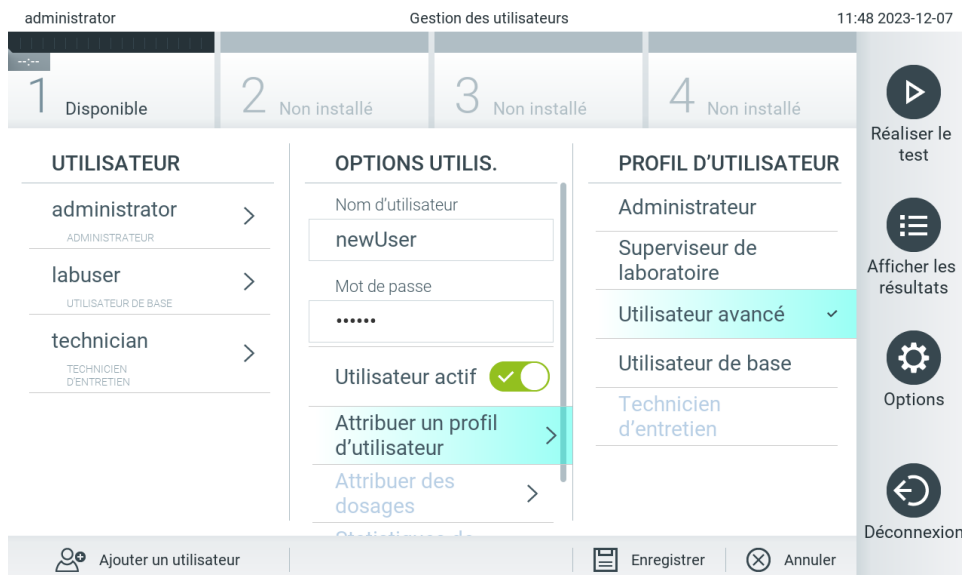 administrator
Gestion des utilisateurs
11:48 2023-12-07
--:--
1 Disponible
2 Non installé
3 Non installé
4 Non installé
UTILISATEUR
administrator
ADMINISTRATEUR
labuser
UTILISATEUR DE BASE
technician
TECHNICIEN
D'ENTRETIEN
OPTIONS UTILIS.
Nom d'utilisateur
newUser
Mot de passe
••••••
Utilisateur actif
Attribuer un profil
d'utilisateur
Attribuer des
dosages
Statistiques de
PROFIL D'UTILISATEUR
Administrateur
Superviseur de
laboratoire
Utilisateur avancé
Utilisateur de base
Technicien
d'entretien
Réaliser le
test
Afficher les
résultats
Options
Déconnexion
Ajouter un utilisateur
Enregistrer
Annuler